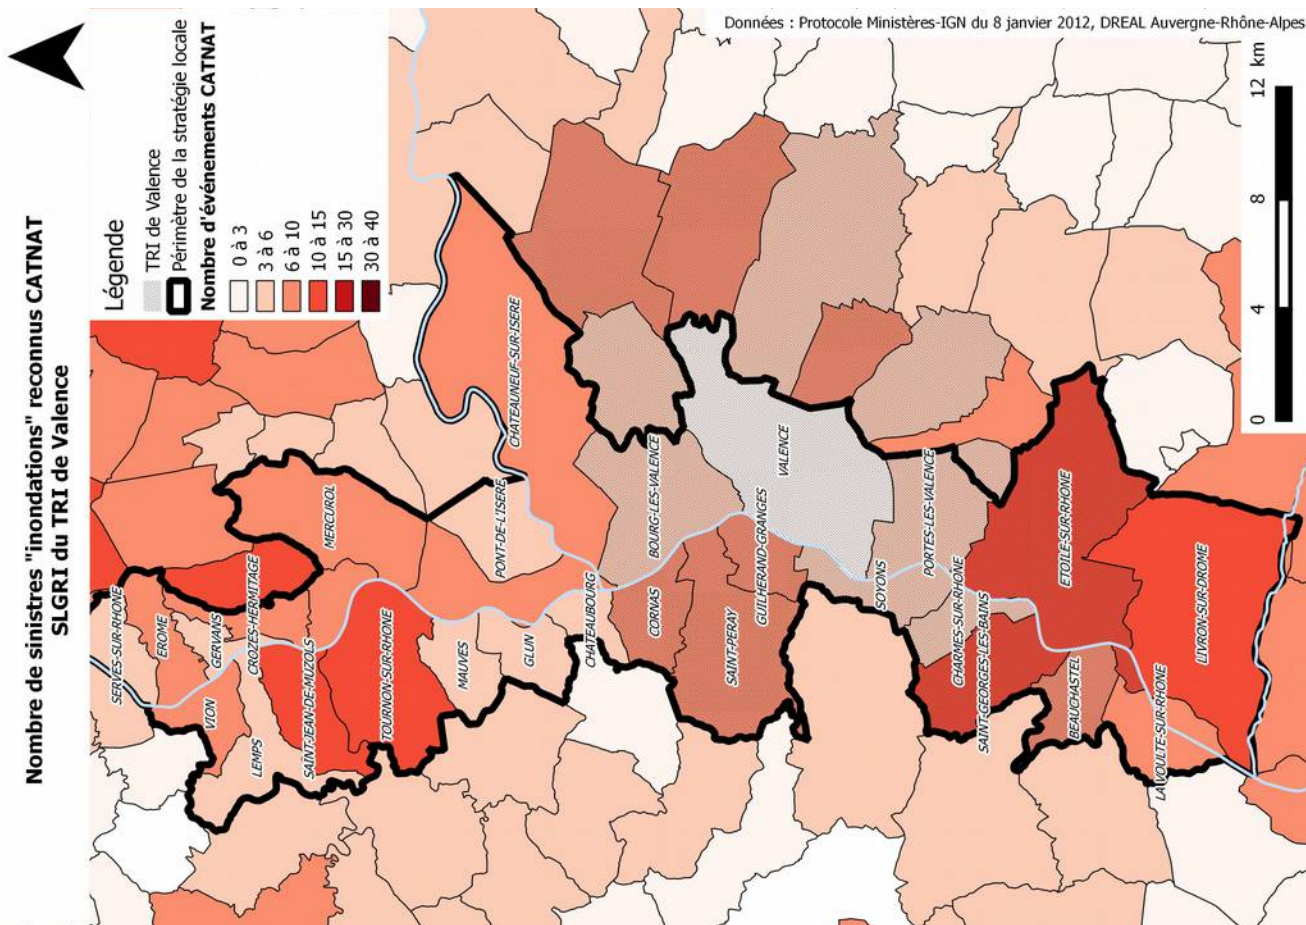 Nombre de sinistres "inondations" reconnus CATNAT
SLGRI du TRI de Valence
Données : Protocole Ministères-IGN du 8 janvier 2012, DREAL Auvergne-Rhône-Alpes
Légende
TRI de Valence
Périmètre de la stratégie locale
Nombre d'événements CATNAT
0 à 3
3 à 6
6 à 10
10 à 15
15 à 30
30 à 40
SERVES-SUR-RHONE
EROME
GERVANS
VION
CROZES-HERMITAGE
LEMPS
SAINT-JEAN-DE-MUZOLS
MERCUROL
TOURNON-SUR-RHONE
MAUVES
PONT-DE-L'ISERE
CHATEAUNEUF-SUR-ISERE
GLUN
CHATEAUBOURG
CORNAS
BOURG-LES-VALENCE
SAINT-PERAY
GUILHERAND-GRANGES
VALENCE
SOYONS
PORTES-LES-VALENCE
CHARMES-SUR-RHONE
SAINT-GEORGES-LES-BAINS
ETOILE-SUR-RHONE
BEAUCHASTEL
LA VOULTE-SUR-RHONE
LIVRON-SUR-DROME
0 4 8 12 km